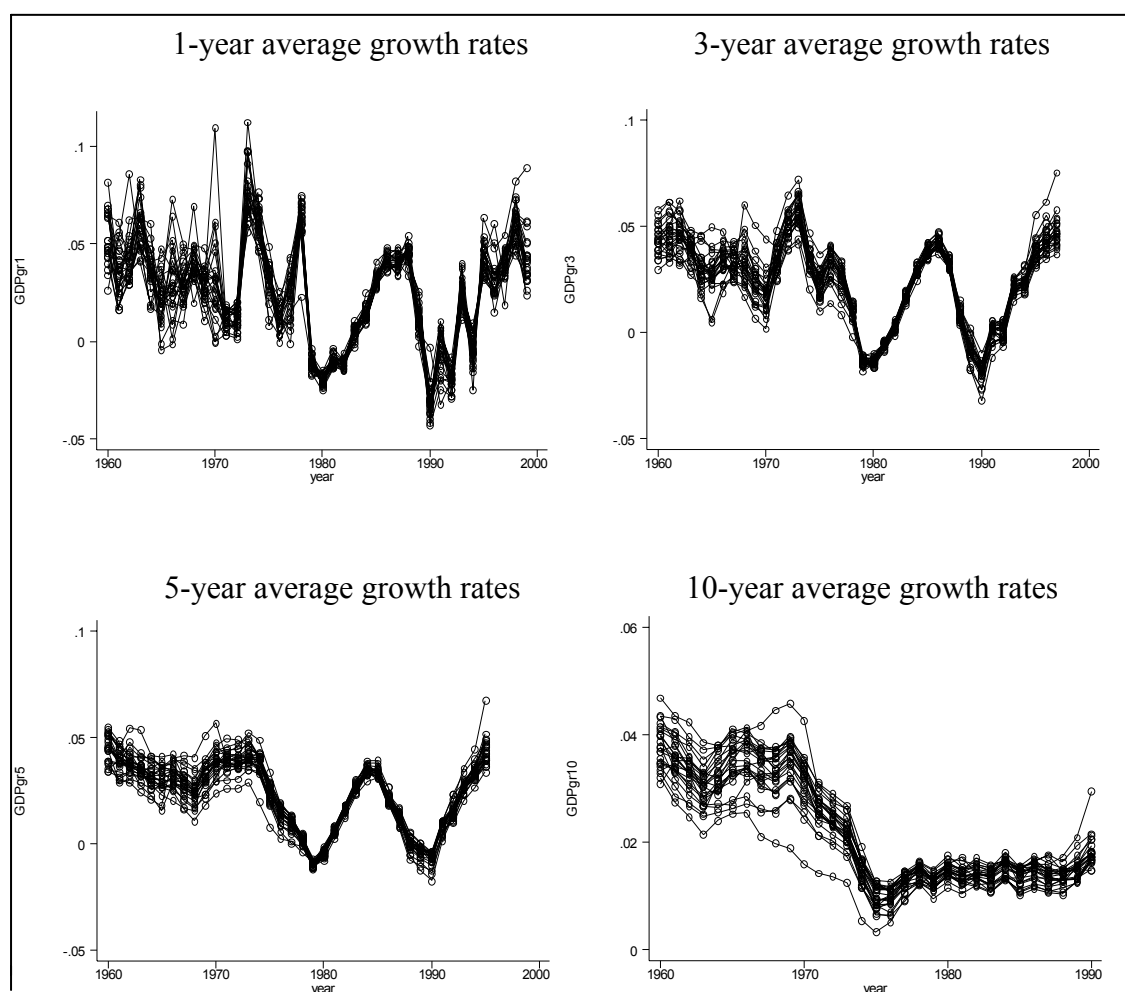 1-year average growth rates
GDPgr1
.1
.05
0
-.05
1960
1970
1980
1990
2000
year
3-year average growth rates
GDPgr3
.1
.05
0
-.05
1960
1970
1980
1990
2000
year
5-year average growth rates
GDPgr5
.1
.05
0
-.05
1960
1970
1980
1990
2000
year
10-year average growth rates
GDPgr10
.06
.04
.02
0
1960
1970
1980
1990
year